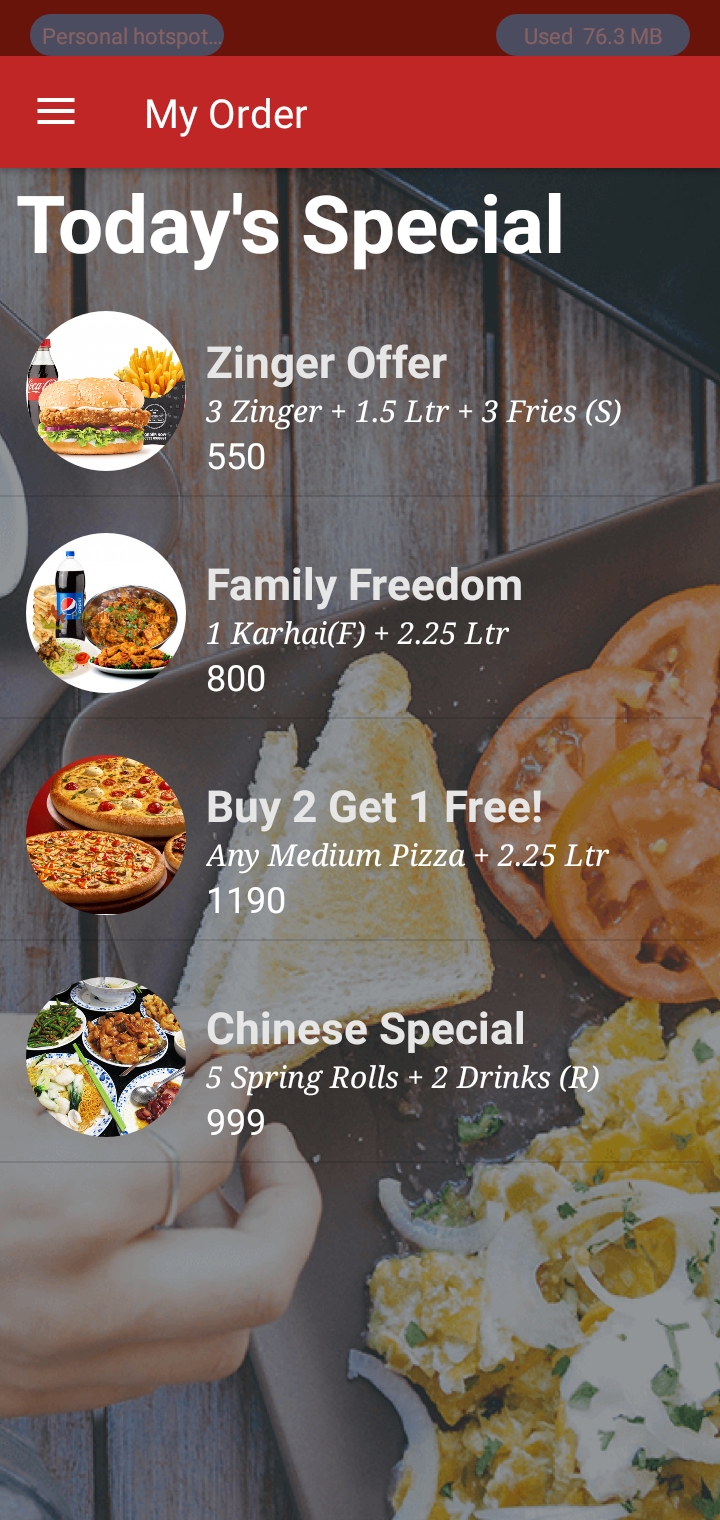 Personal hotspot...
Used 76.3 MB
My Order
Today's Special
Zinger Offer
3 Zinger + 1.5 Ltr + 3 Fries (S)
550
Family Freedom
1 Karhai(F) + 2.25 Ltr
800
Buy 2 Get 1 Free!
Any Medium Pizza + 2.25 Ltr
1190
Chinese Special
5 Spring Rolls + 2 Drinks (R)
999